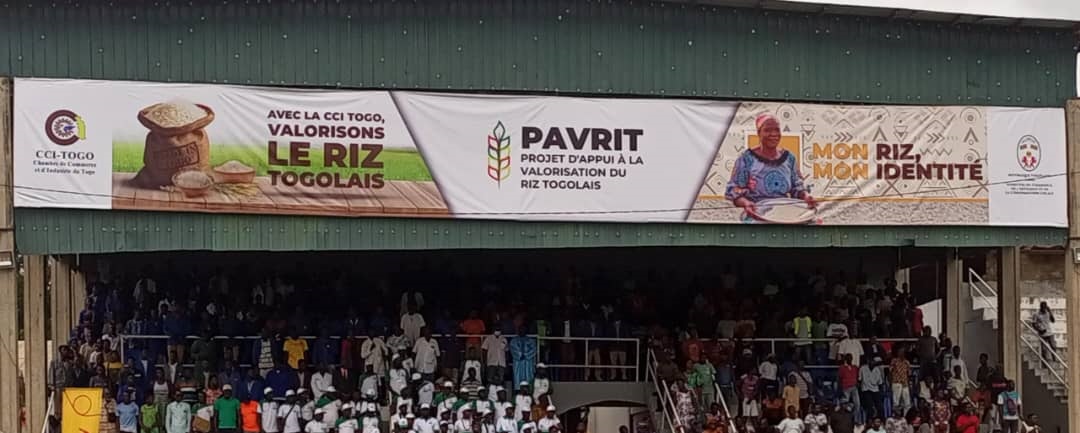 CCI-TOGO
Chambre de Commerce
et d'Industrie du Togo
AVEC LA CCI TOGO,
VALORISONS
LE RIZ
TOGOLAIS
PAVRIT
PROJET D'APPUI À LA
VALORISATION DU
RIZ TOGOLAIS
MON RIZ,
MON IDENTITE